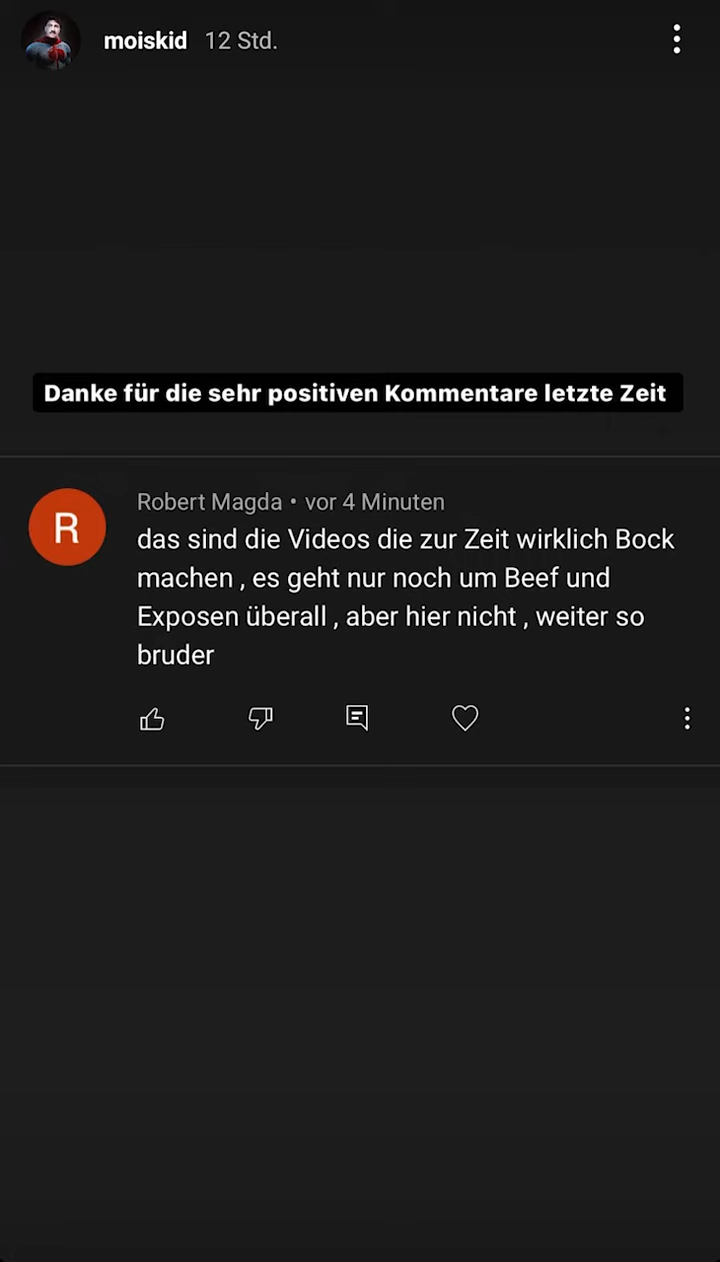 moiskid 12 Std.
Danke für die sehr positiven Kommentare letzte Zeit
Robert Magda • vor 4 Minuten
R
das sind die Videos die zur Zeit wirklich Bock
machen , es geht nur noch um Beef und
Exposen überall , aber hier nicht , weiter so
bruder